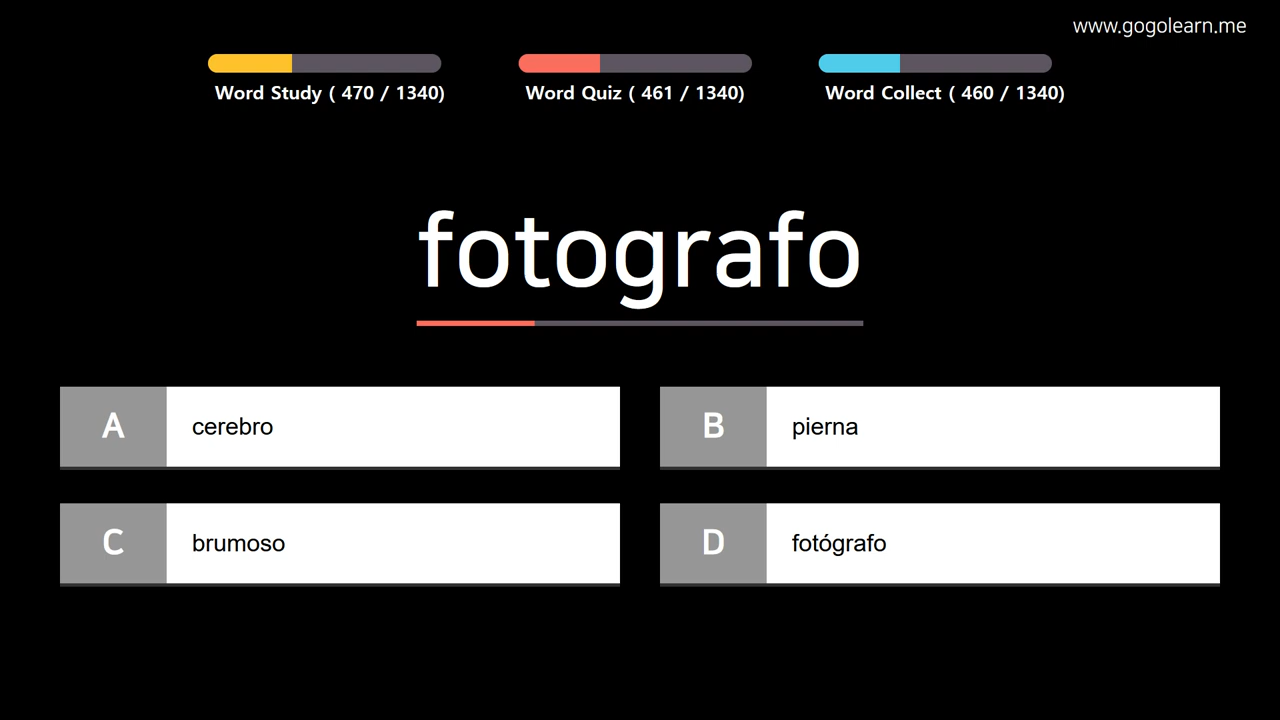 www.gogolearn.me
Word Study ( 470 / 1340)
Word Quiz ( 461 / 1340)
Word Collect ( 460 / 1340)
fotografo
A cerebro
B pierna
C brumoso
D fotógrafo